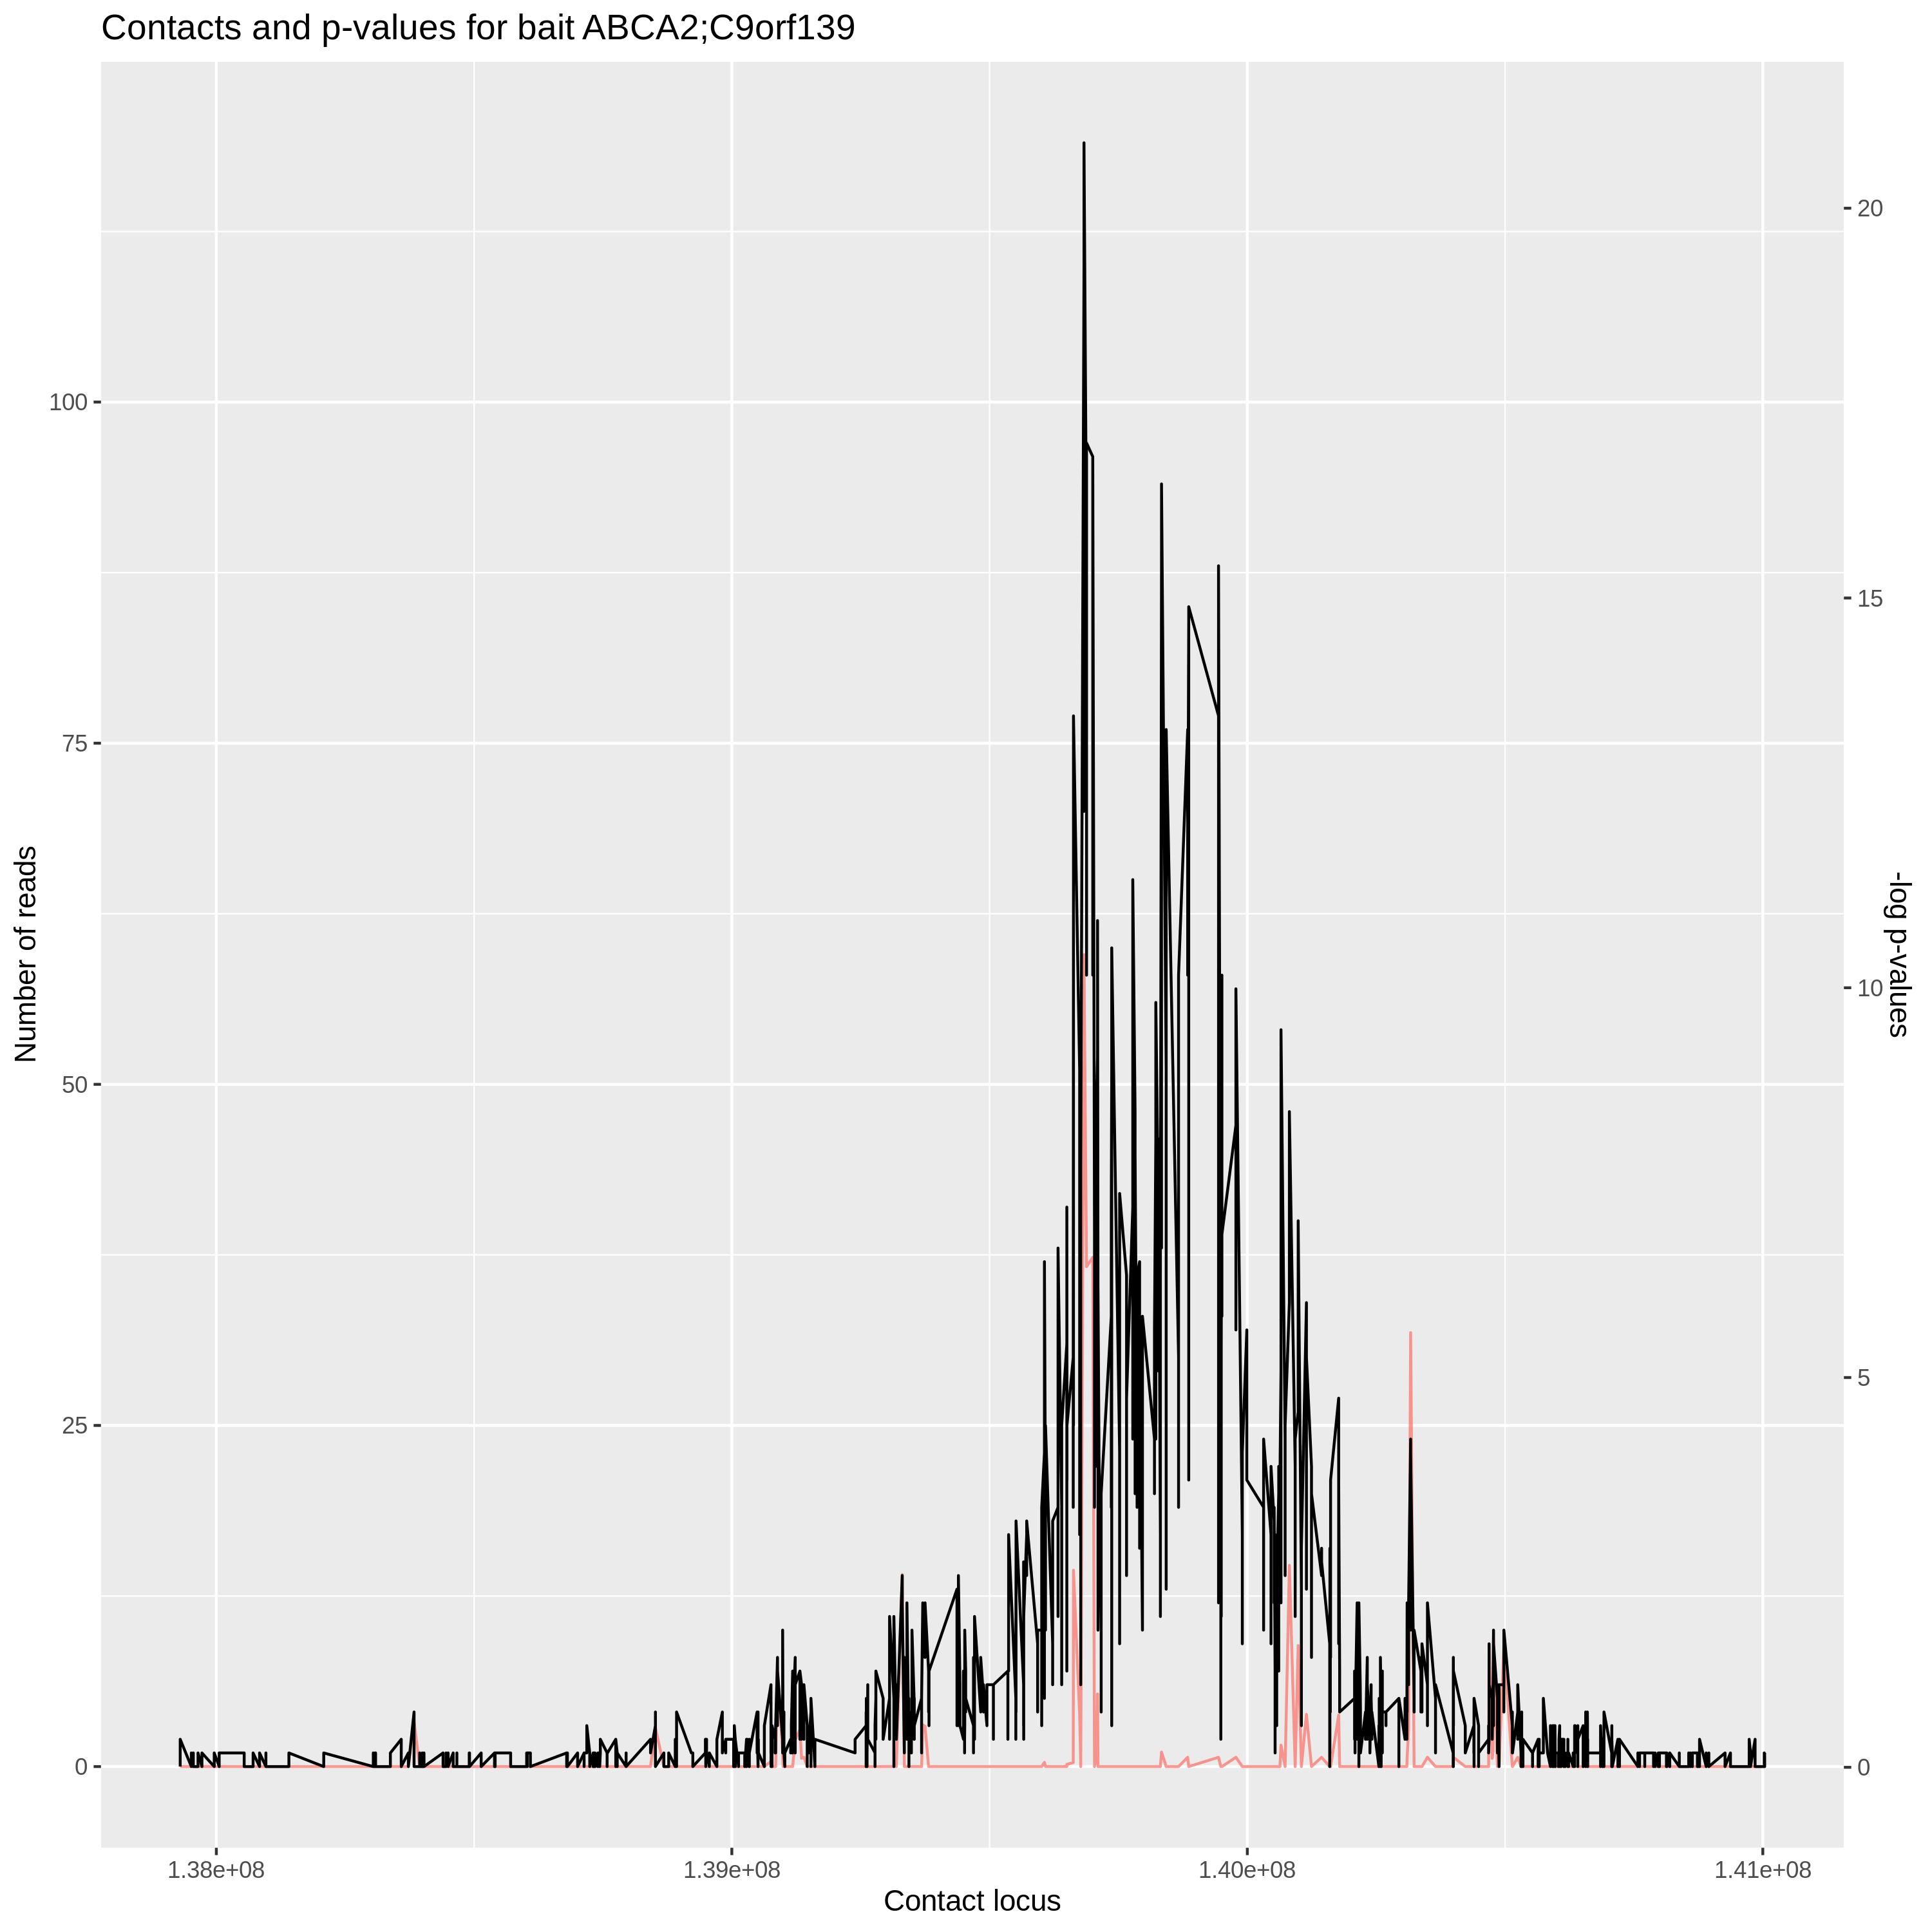 Contacts and p-values for bait ABCA2;C9orf139
Number of reads
100
75
50
25
0
20
15
10
5
0
-log p-values
1.38e+08
1.39e+08
1.40e+08
1.41e+08
Contact locus